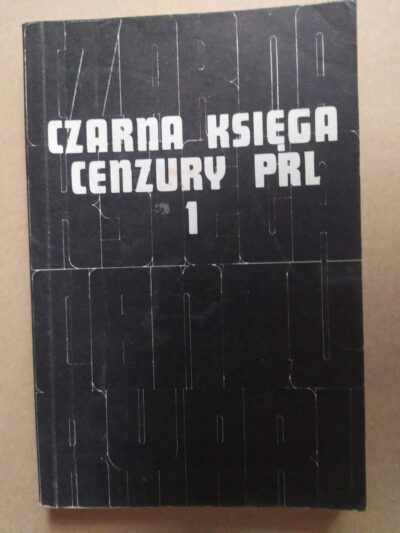 CZARNA KSIĘGA
CENZURY PRL
1